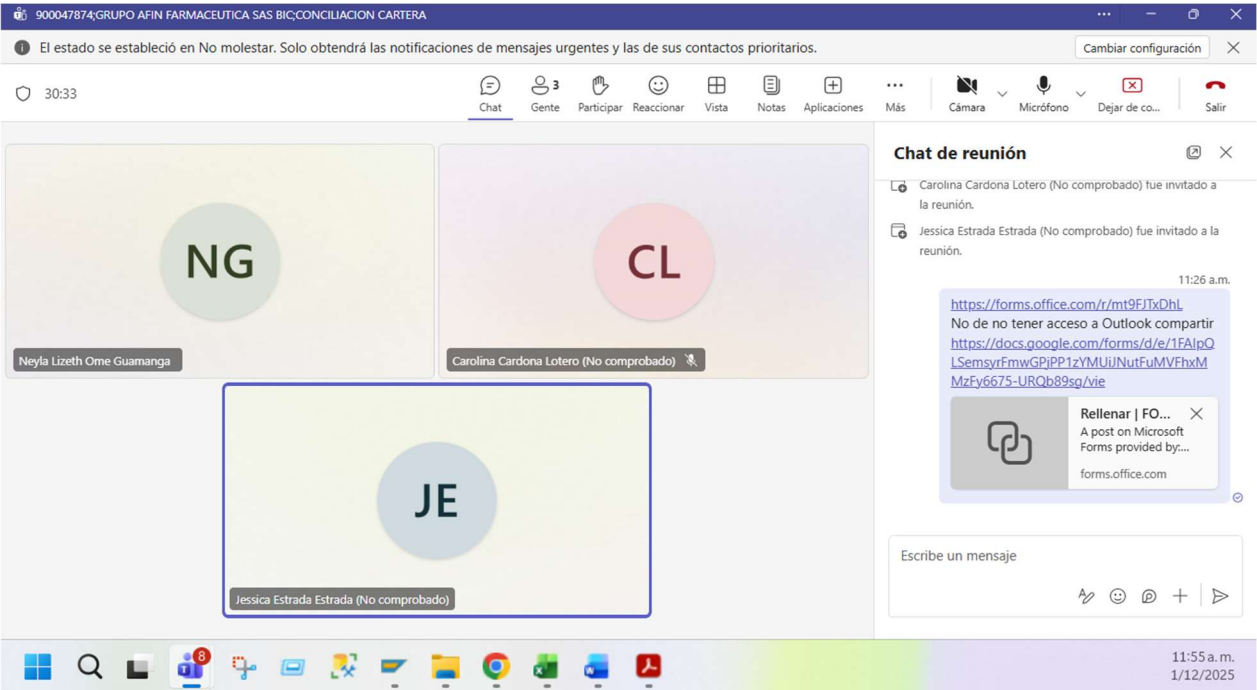 900047874;GRUPO AFIN FARMACEUTICA SAS BIC;CONCILIACION CARTERA
El estado se estableció en No molestar. Solo obtendrá las notificaciones de mensajes urgentes y las de sus contactos prioritarios.
Cambiar configuración
30:33
Chat
3
Gente
Participar
Reaccionar
Vista
Notas
Aplicaciones
Más
Cámara
Micrófono
Dejar de co...
Salir
NG
Neyla Lizeth Ome Guamanga
CL
Carolina Cardona Lotero (No comprobado)
JE
Jessica Estrada Estrada (No comprobado)
Chat de reunión
Carolina Cardona Lotero (No comprobado) fue invitado a
la reunión.
Jessica Estrada Estrada (No comprobado) fue invitado a la
reunión.
11:26 a.m.
https://forms.office.com/r/mt9FJTxDhL
No de no tener acceso a Outlook compartir
https://docs.google.com/forms/d/e/1FAIpQ
LSemsyrFmwGPjPP1zYMUiJNutFuMVFhxM
MzFy6675-URQb89sg/vie
Rellenar | FO...
A post on Microsoft
Forms provided by:...
forms.office.com
Escribe un mensaje
8
11:55 a. m.
1/12/2025